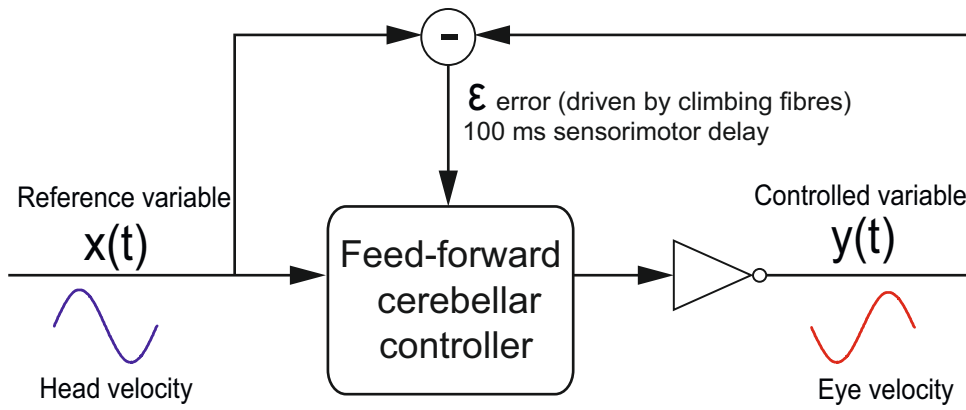 -
ε error (driven by climbing fibres)
100 ms sensorimotor delay
Reference variable
x(t)
Head velocity
Feed-forward
cerebellar
controller
Controlled variable
y(t)
Eye velocity